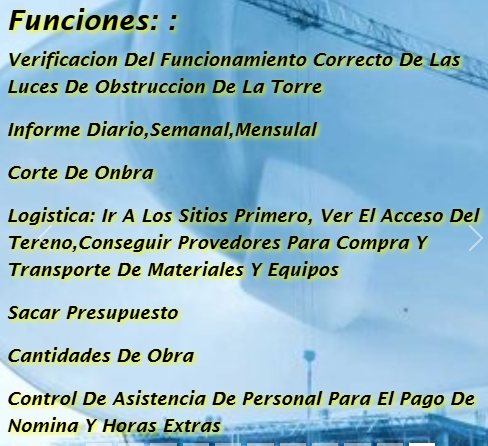 Funciones: :
Verificacion Del Funcionamiento Correcto De Las
Luces De Obstruccion De La Torre
Informe Diario,Semanal,Mensulal
Corte De Onbra
Logistica: Ir A Los Sitios Primero, Ver El Acceso Del
Tereno,Conseguir Provedores Para Compra Y
Transporte De Materiales Y Equipos
Sacar Presupuesto
Cantidades De Obra
Control De Asistencia De Personal Para El Pago De
Nomina Y Horas Extras